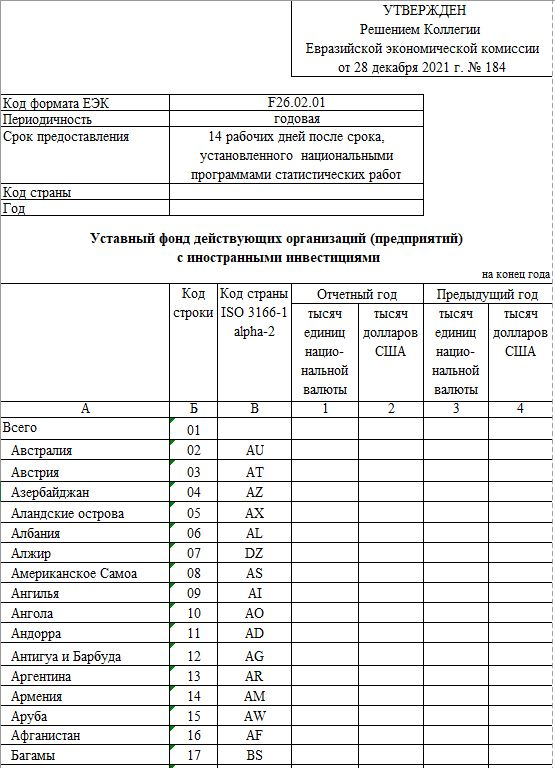 УТВЕРЖДЕН
Решением Коллегии
Евразийской экономической комиссии
от 28 декабря 2021 г. № 184
Код формата ЕЭК F26.02.01
Периодичность годовая
Срок предоставления 14 рабочих дней после срока,
установленного национальными
программами статистических работ
Код страны
Год
Уставный фонд действующих организаций (предприятий)
с иностранными инвестициями
на конец года
Код строки
Код страны ISO 3166-1 alpha-2
Отчетный год
Предыдущий год
тысяч единиц нацио-нальной валюты
тысяч долларов США
тысяч единиц нацио-нальной валюты
тысяч долларов США
А Б В 1 2 3 4
Всего 01
Австралия 02 AU
Австрия 03 AT
Азербайджан 04 AZ
Аландские острова 05 AX
Албания 06 AL
Алжир 07 DZ
Американское Самоа 08 AS
Ангилья 09 AI
Ангола 10 AO
Андорра 11 AD
Антигуа и Барбуда 12 AG
Аргентина 13 AR
Армения 14 AM
Аруба 15 AW
Афганистан 16 AF
Багамы 17 BS